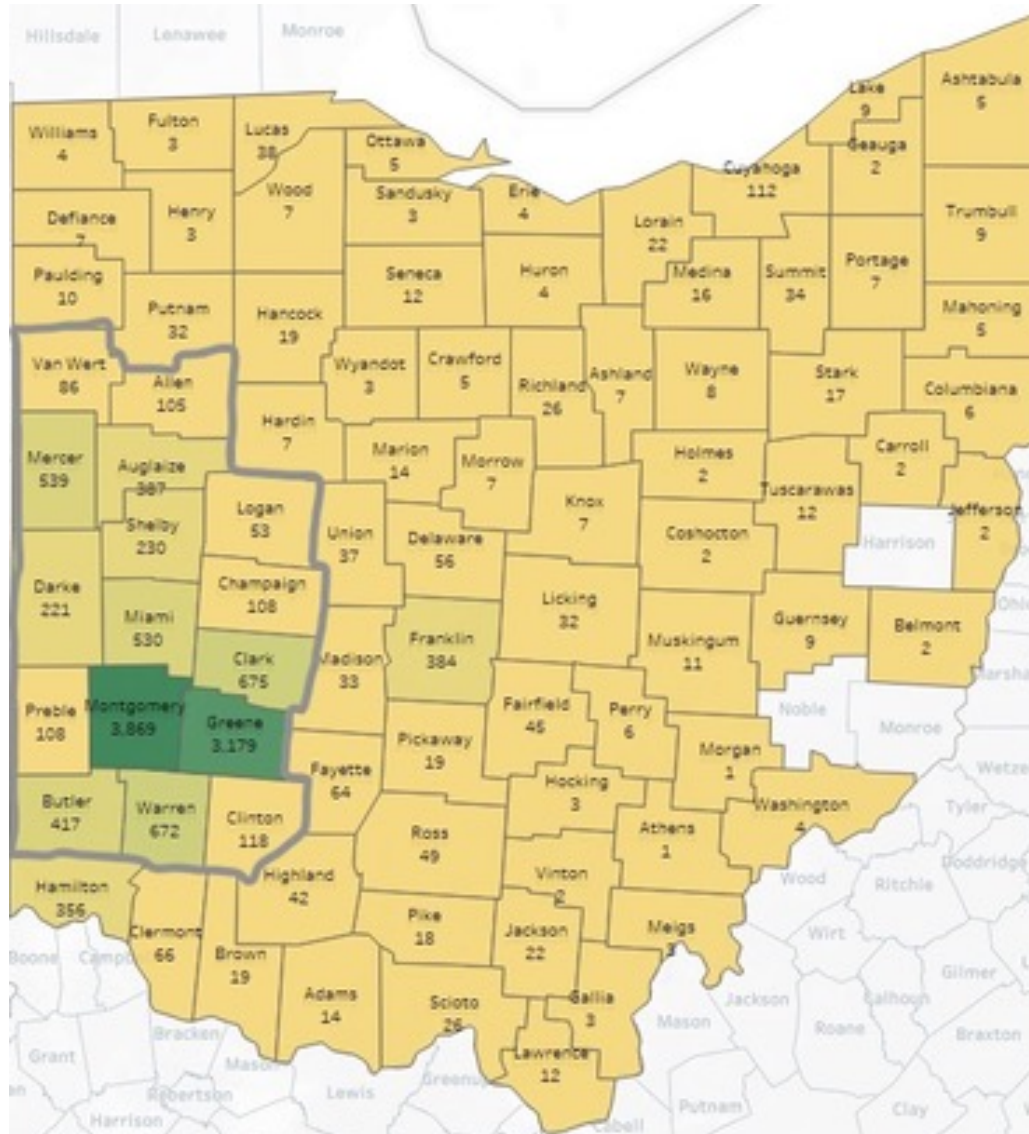 Hillsdale
Lenawee
Monroe
Williams
4
Fulton
3
Lucas
38
Ottawa
5
Lake
9
Geauga
2
Ashtabula
5
Defiance
7
Henry
3
Wood
7
Sandusky
3
Erie
4
Lorain
22
Cuyahoga
112
Trumbull
9
Paulding
10
Putnam
32
Hancock
19
Seneca
12
Huron
4
Medina
16
Summit
34
Portage
7
Mahoning
5
Van Wert
86
Allen
105
Hardin
7
Wyandot
3
Crawford
5
Richland
26
Ashland
7
Wayne
8
Stark
17
Columbiana
6
Mercer
539
Auglaize
387
Marion
14
Morrow
7
Knox
7
Holmes
2
Tuscarawas
12
Carroll
2
Jefferson
2
Harrison
Shelby
230
Logan
53
Union
37
Delaware
56
Coshocton
2
Darke
221
Miami
530
Champaign
108
Clark
675
Madison
33
Franklin
384
Licking
32
Muskingum
11
Guernsey
9
Belmont
2
Noble
Monroe
Marsha
Ohio
Preble
108
Montgomery
3,869
Greene
3,179
Fayette
64
Pickaway
19
Fairfield
45
Perry
6
Morgan
1
Hocking
3
Washington
4
Wetze
Tyler
Doddridge
Butler
417
Warren
672
Clinton
118
Highland
42
Ross
49
Vinton
2
Athens
1
Wood
Ritchie
Hamilton
356
Clermont
66
Brown
19
Adams
14
Pike
18
Jackson
22
Meigs
3
Wirt
Gilmer
Scioto
26
Gallia
3
Lawrence
12
Jackson
Calhoun
Mason
Roane
Braxton
Boone
Campb
Grant
Bracken
Mason
Robertson
Harrison
Lewis
Greenup
Cabell
Putnam
Clay